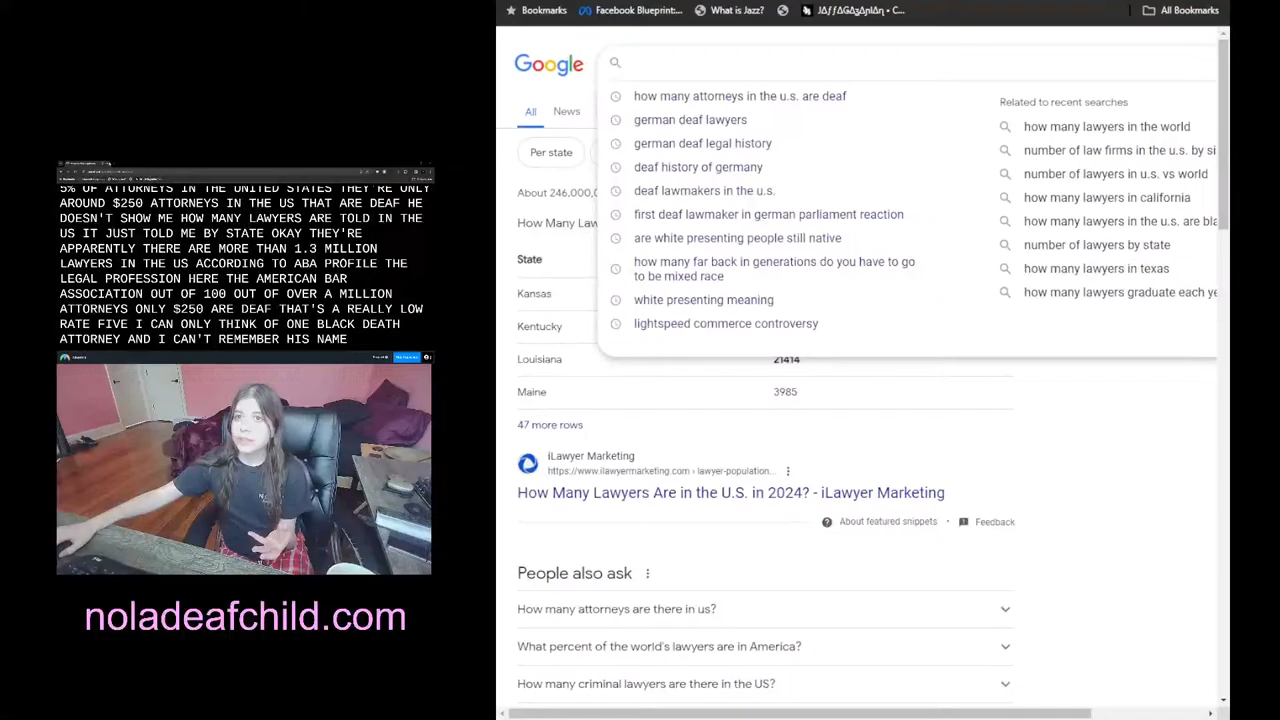 5% OF ATTORNEYS IN THE UNITED STATES THEY'RE ONLY
AROUND $250 ATTORNEYS IN THE US THAT ARE DEAF HE
DOESN'T SHOW ME HOW MANY LAWYERS ARE TOLD IN THE
US IT JUST TOLD ME BY STATE OKAY THEY'RE
APPARENTLY THERE ARE MORE THAN 1.3 MILLION
LAWYERS IN THE US ACCORDING TO ABA PROFILE THE
LEGAL PROFESSION HERE THE AMERICAN BAR
ASSOCIATION OUT OF 100 OUT OF OVER A MILLION
ATTORNEYS ONLY $250 ARE DEAF THAT'S A REALLY LOW
RATE FIVE I CAN ONLY THINK OF ONE BLACK DEATH
ATTORNEY AND I CAN'T REMEMBER HIS NAME
noladeafchild.com
Bookmarks
Facebook Blueprint:...
What is Jazz?
All Bookmarks
Google
All
News
Per state
About 246,000,0
How Many Law
State
Kansas
Kentucky
Louisiana
21414
Maine
3985
47 more rows
how many attorneys in the u.s. are deaf
german deaf lawyers
german deaf legal history
deaf history of germany
deaf lawmakers in the u.s.
first deaf lawmaker in german parliament reaction
are white presenting people still native
how many far back in generations do you have to go
to be mixed race
white presenting meaning
lightspeed commerce controversy
Related to recent searches
how many lawyers in the world
number of law firms in the u.s. by si
number of lawyers in u.s. vs world
how many lawyers in california
how many lawyers in the u.s. are bla
number of lawyers by state
how many lawyers in texas
how many lawyers graduate each ye
iLawyer Marketing
https://www.ilawyermarketing.com › lawyer-population...
How Many Lawyers Are in the U.S. in 2024? - iLawyer Marketing
About featured snippets
Feedback
People also ask
How many attorneys are there in us?
What percent of the world's lawyers are in America?
How many criminal lawyers are there in the US?